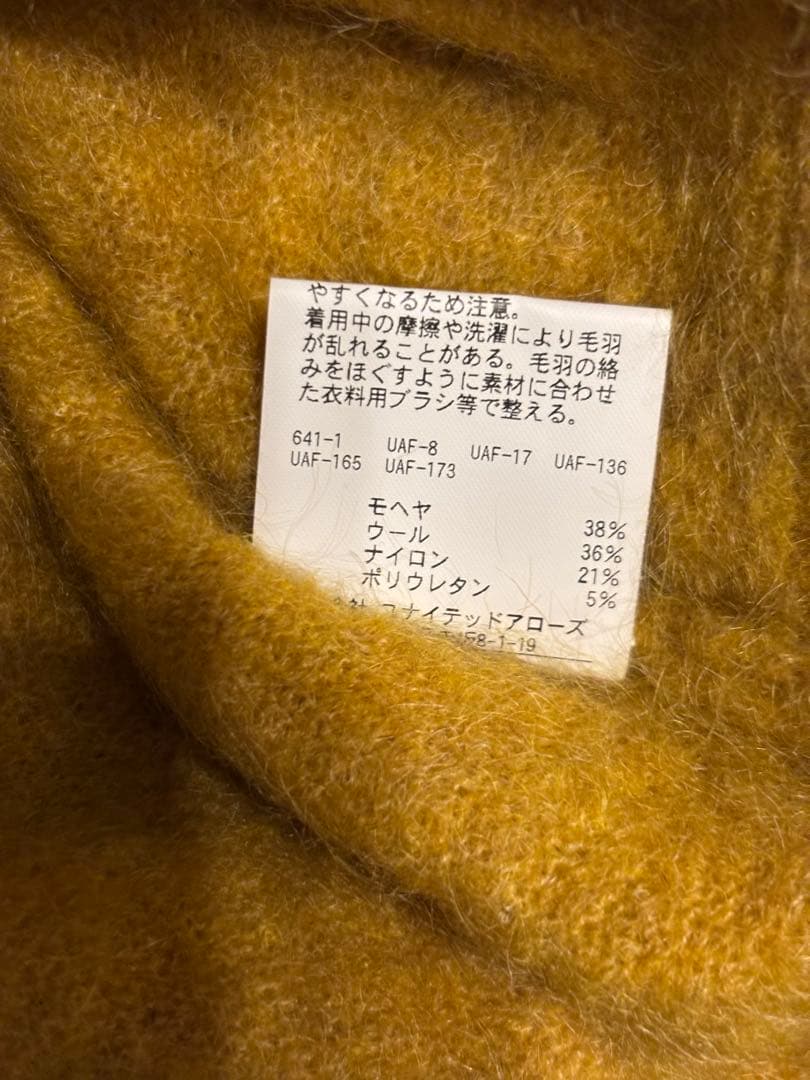 やすくなるため注意。
着用中の摩擦や洗濯により毛羽
が乱れることがある。毛羽の絡
みをほぐすように素材に合わせ
た衣料用ブラシ等で整える。
641-1 UAF-8 UAF-17 UAF-136
UAF-165 UAF-173
モヘヤ 38%
ウール 36%
ナイロン 21%
ポリウレタン 5%
社 ユナイテッドアローズ
58-1-19